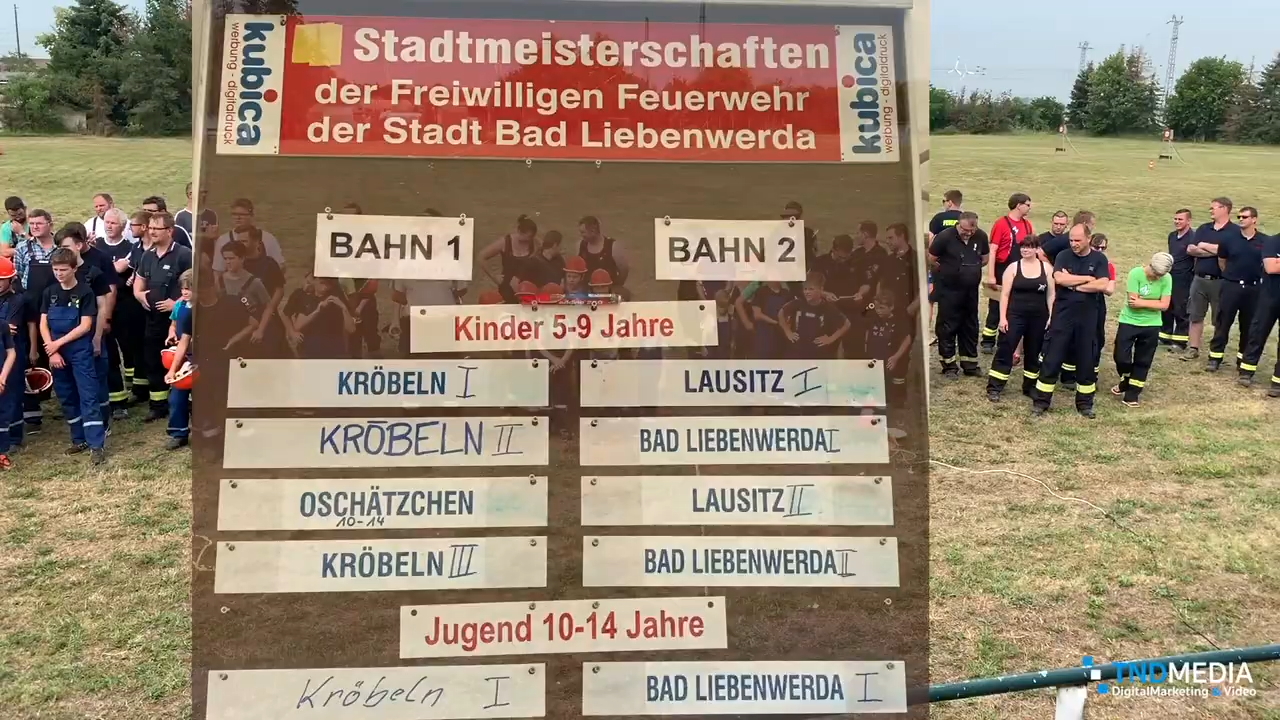 kubica
werbung - digitaldruck
Stadtmeisterschaften
der Freiwilligen Feuerwehr
der Stadt Bad Liebenwerda
kubica
werbung - digitaldruck
BAHN 1
BAHN 2
Kinder 5-9 Jahre
KRÖBELN I
LAUSITZ I
KRÖBELN II
BAD LIEBENWERDA I
OSCHÄTZCHEN
10-14
LAUSITZ II
KRÖBELN III
BAD LIEBENWERDA II
Jugend 10-14 Jahre
Kröbeln I
BAD LIEBENWERDA I
TNDMEDIA
DigitalMarketing & Video